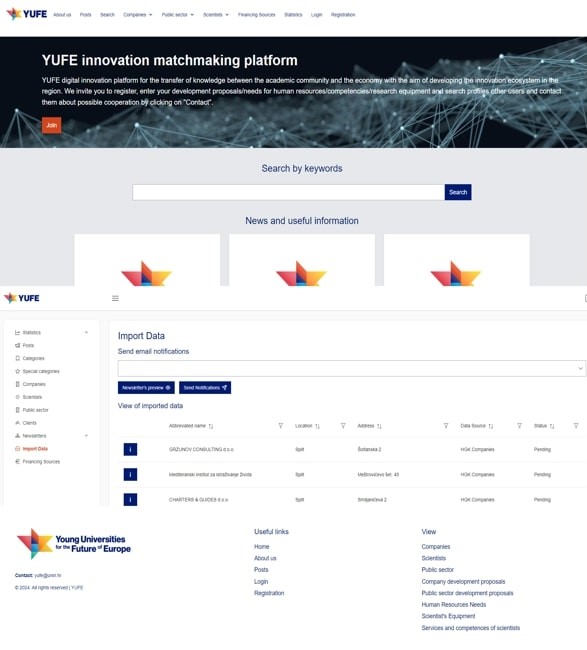 YUFE About us Posts Search Companies Public sector Scientists Financing Sources Statistics Login Registration
YUFE innovation matchmaking platform
YUFE digital innovation platform for the transfer of knowledge between the academic community and the economy with the aim of developing the innovation ecosystem in the
region. We invite you to register, enter your development proposals/needs for human resources/competencies/research equipment and search profiles other users and contact
them about possible cooperation by clicking on "Contact".
Join
Search by keywords
Search
News and useful information
YUFE
Statistics
Posts
Categories
Special categories
Companies
Scientists
Public sector
Clients
Newsletters
Import Data
Financing Sources
Import Data
Send email notifications
Newsletter's preview Send Notifications
View of imported data
Abbreviated name Location Address Data Source Status
i GRZUNOV CONSULTING d.o.o. Split Šoltanska 2 HGK Companies Pending
i Mediteranski institut za istraživanje života Split Meštrovićevo šet. 45 HGK Companies Pending
i CHARTERS & GUIDES d.o.o. Split Smiljanićeva 2 HGK Companies Pending
Young Universities
for the Future of Europe
Contact: yufe@unri.hr
© 2024. All rights reserved | YUFE
Useful links
Home
About us
Posts
Login
Registration
View
Companies
Scientists
Public sector
Company development proposals
Public sector development proposals
Human Resources Needs
Scientist's Equipment
Services and competences of scientists